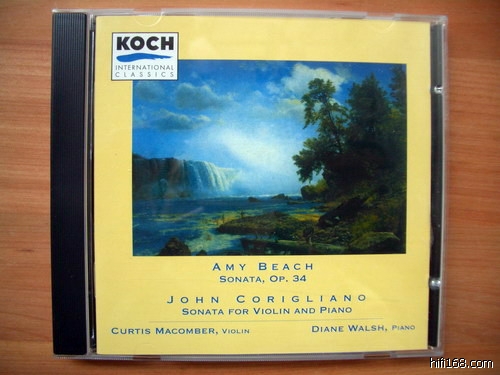 KOCH
INTERNATIONAL
CLASSICS
AMY BEACH
SONATA, OP. 34
JOHN CORIGLIANO
SONATA FOR VIOLIN AND PIANO
CURTIS MACOMBER, VIOLIN DIANE WALSH, PIANO
hifi168.com